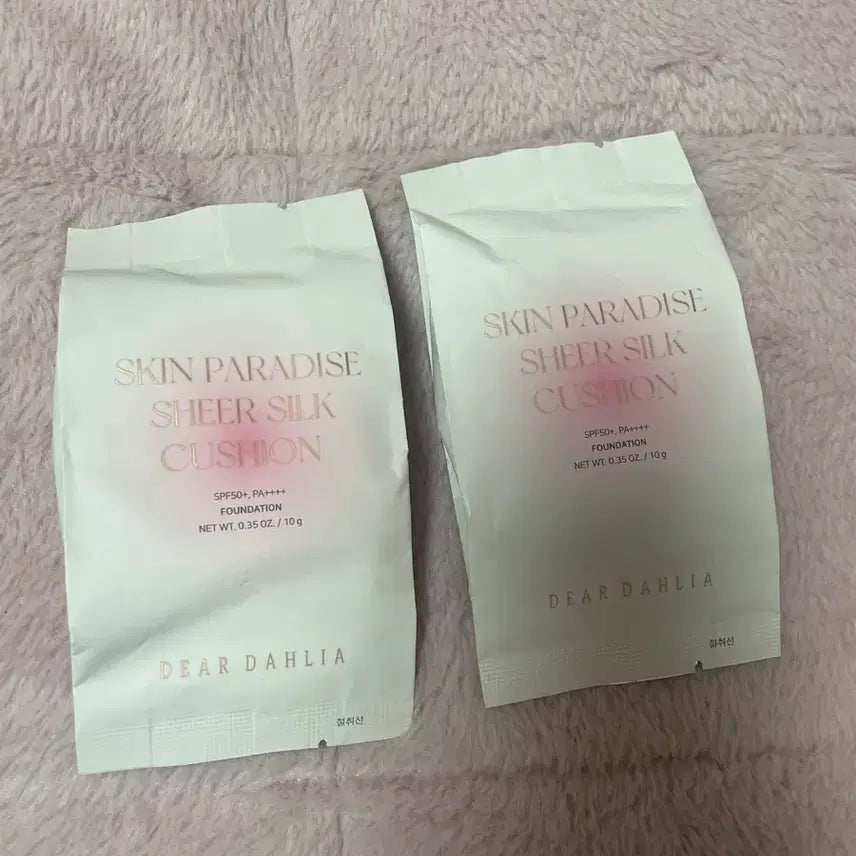 SKIN PARADISE
SHEER SILK
CUSHION
SPF50+, PA++++
FOUNDATION
NET WT. 0.35 OZ. / 10 g
DEAR DAHLIA
절취선
SKIN PARADISE
SHEER SILK
CUSHION
SPF50+, PA++++
FOUNDATION
NET WT. 0.35 OZ. / 10 g
DEAR DAHLIA
절취선